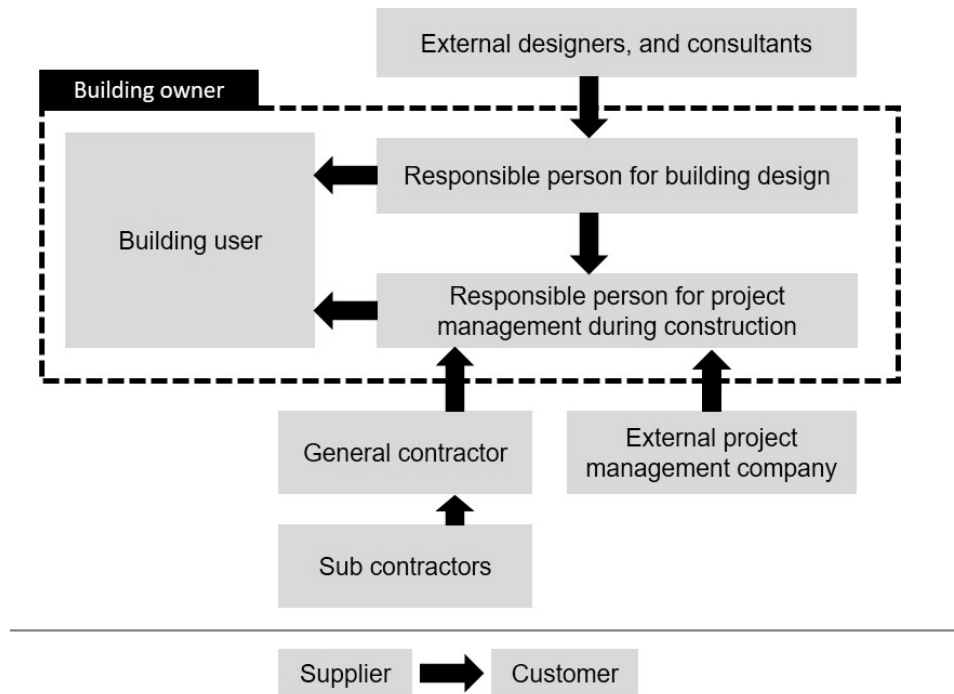 External designers, and consultants
Building owner
Responsible person for building design
Building user
Responsible person for project
management during construction
General contractor
External project
management company
Sub contractors
Supplier
Customer